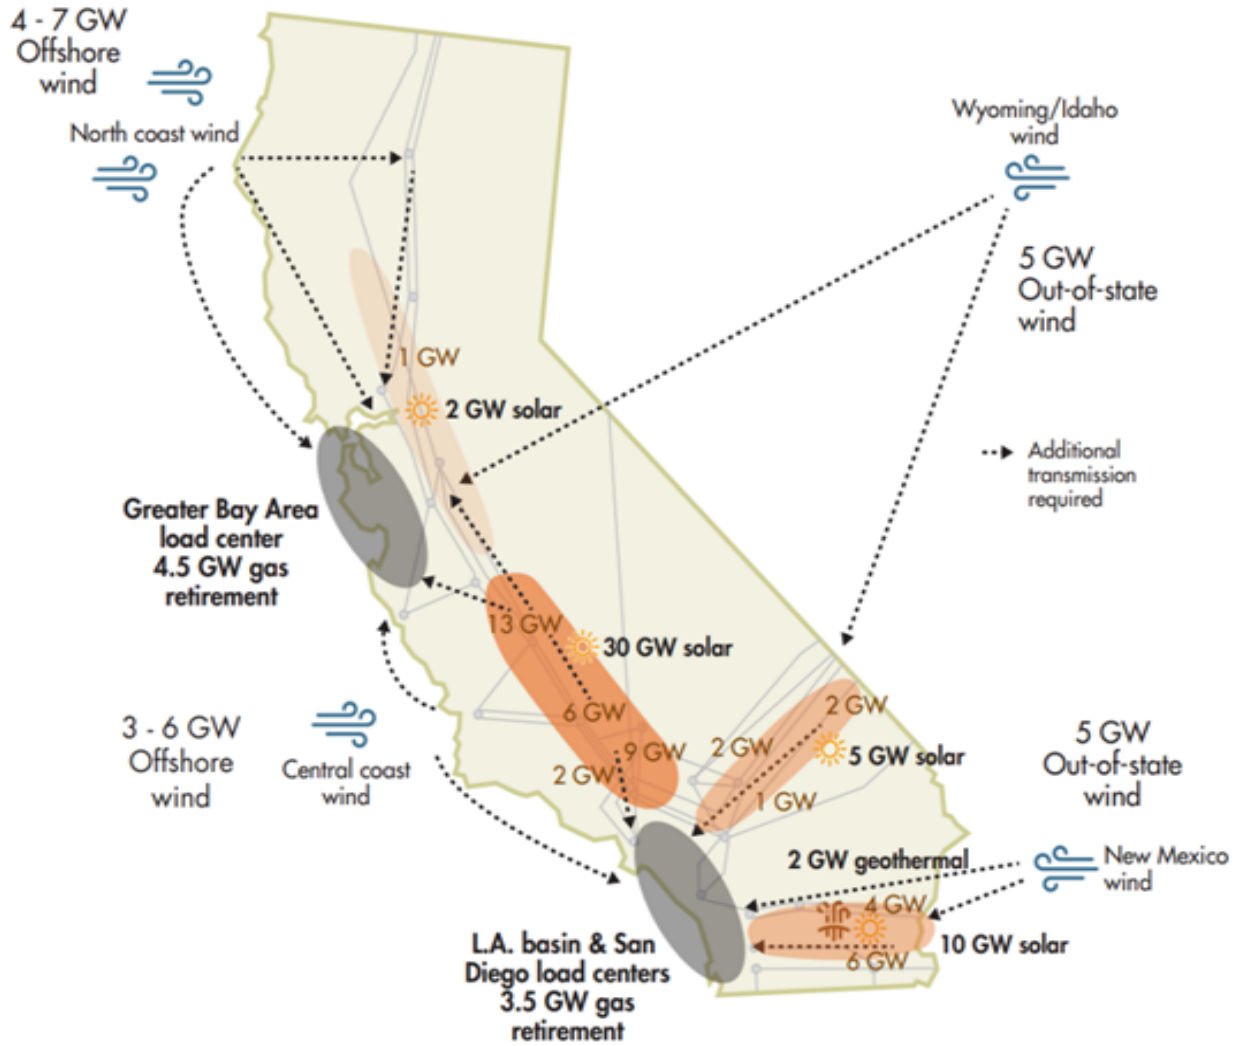 4 - 7 GW
Offshore
wind
North coast wind
Wyoming/Idaho
wind
5 GW
Out-of-state
wind
1 GW
2 GW solar
Additional
transmission
required
Greater Bay Area
load center
4.5 GW gas
retirement
13 GW
30 GW solar
6 GW
9 GW
2 GW
2 GW
2 GW
5 GW solar
1 GW
3 - 6 GW
Offshore
wind
Central coast
wind
5 GW
Out-of-state
wind
New Mexico
wind
2 GW geothermal
4 GW
10 GW solar
6 GW
L.A. basin & San
Diego load centers
3.5 GW gas
retirement